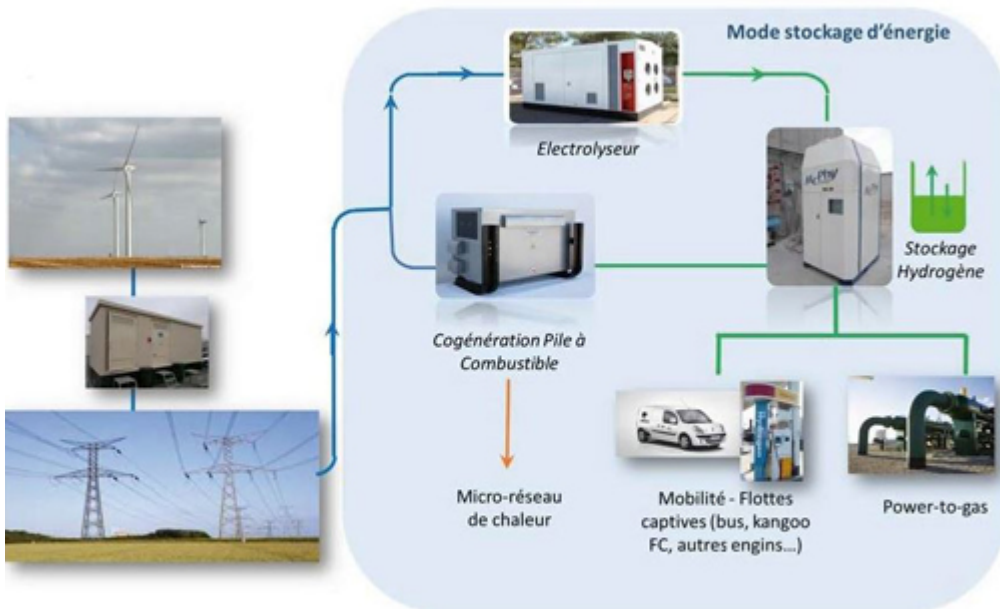 Mode stockage d'énergie
Electrolyseur
McPhy
Stockage
Hydrogène
Cogénération Pile à
Combustible
Micro-réseau
de chaleur
Mobilité - Flottes
captives (bus, kangoo
FC, autres engins...)
Power-to-gas